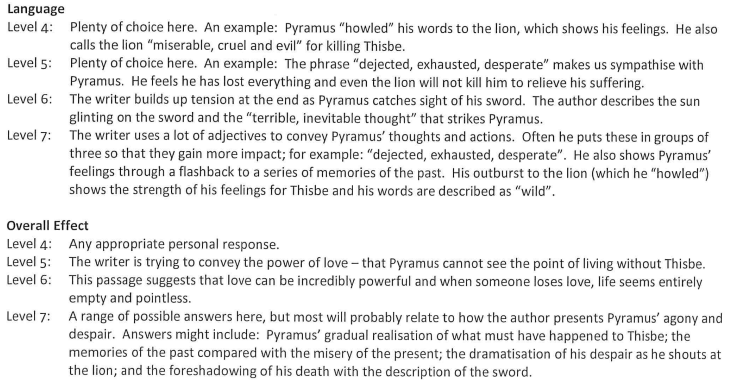 Language
Level 4: Plenty of choice here. An example: Pyramus “howled” his words to the lion, which shows his feelings. He also
calls the lion “miserable, cruel and evil” for killing Thisbe.
Level 5: Plenty of choice here. An example: The phrase “dejected, exhausted, desperate” makes us sympathise with
Pyramus. He feels he has lost everything and even the lion will not kill him to relieve his suffering.
Level 6: The writer builds up tension at the end as Pyramus catches sight of his sword. The author describes the sun
glinting on the sword and the “terrible, inevitable thought” that strikes Pyramus.
Level 7: The writer uses a lot of adjectives to convey Pyramus’ thoughts and actions. Often he puts these in groups of
three so that they gain more impact; for example: “dejected, exhausted, desperate”. He also shows Pyramus’
feelings through a flashback to a series of memories of the past. His outburst to the lion (which he “howled”)
shows the strength of his feelings for Thisbe and his words are described as “wild”.
Overall Effect
Level 4: Any appropriate personal response.
Level 5: The writer is trying to convey the power of love – that Pyramus cannot see the point of living without Thisbe.
Level 6: This passage suggests that love can be incredibly powerful and when someone loses love, life seems entirely
empty and pointless.
Level 7: A range of possible answers here, but most will probably relate to how the author presents Pyramus’ agony and
despair. Answers might include: Pyramus’ gradual realisation of what must have happened to Thisbe; the
memories of the past compared with the misery of the present; the dramatisation of his despair as he shouts at
the lion; and the foreshadowing of his death with the description of the sword.